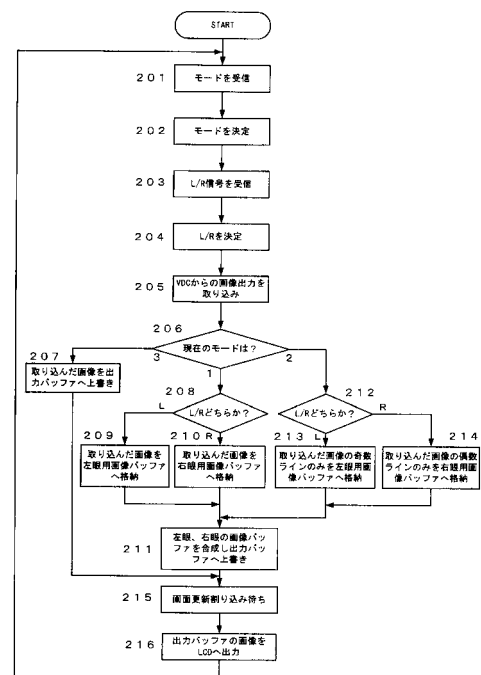 START
201
モードを受信
202
モードを決定
203
L/R信号を受信
204
L/Rを決定
205
VDCからの画像出力を
取り込み
206
現在のモードは？
3
1
2
207
取り込んだ画像を出
力バッファへ上書き
208
L/Rどちらか？
L
212
L/Rどちらか？
R
209
210 R
213 L
214
取り込んだ画像を
左眼用画像バッファ
へ格納
取り込んだ画像を
右眼用画像バッファ
へ格納
取り込んだ画像の奇数
ラインのみを左眼用画
像バッファへ格納
取り込んだ画像の偶数
ラインのみを右眼用画
像バッファへ格納
211
左眼、右眼の画像バッ
ファを合成し出力バッ
ファへ上書き
215
画面更新割り込み待ち
216
出力バッファの画像を
LCDへ出力